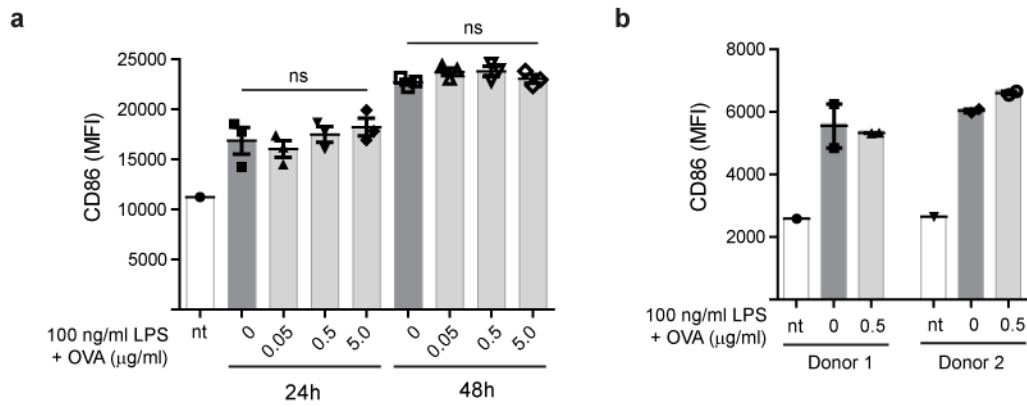 a
CD86 (MFI)
25000
20000
15000
10000
5000
ns
ns
100 ng/ml LPS
+ OVA (μg/ml)
nt 0 0.05 0.5 5.0 0 0.05 0.5 5.0
24h 48h
b
CD86 (MFI)
8000
6000
4000
2000
100 ng/ml LPS
+ OVA (μg/ml)
nt 0 0.5 nt 0 0.5
Donor 1 Donor 2